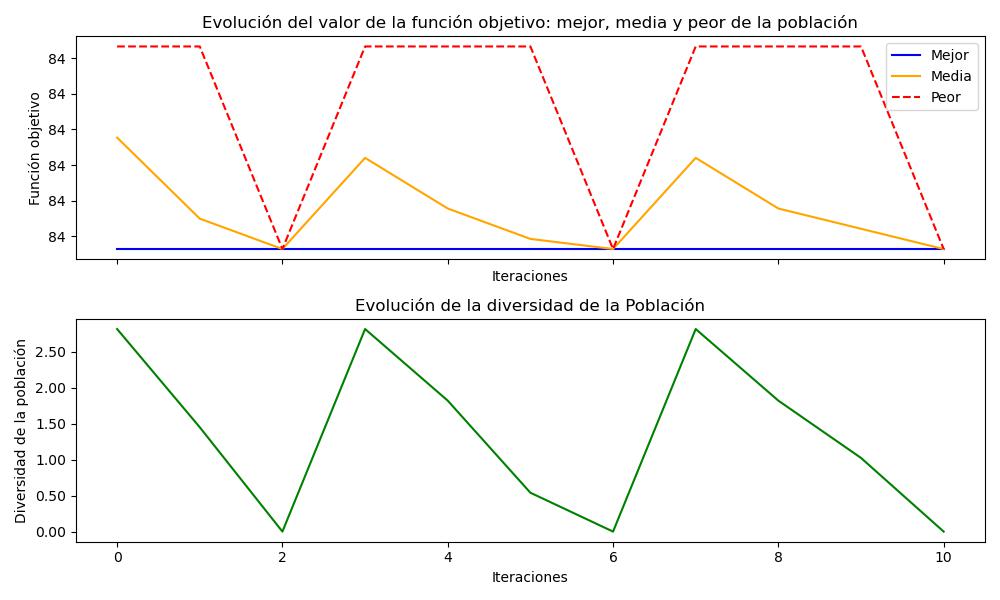 Evolución del valor de la función objetivo: mejor, media y peor de la población
Función objetivo
84
84
84
84
84
84
Mejor
Media
Peor
Iteraciones
Evolución de la diversidad de la Población
Diversidad de la población
2.50
2.00
1.50
1.00
0.50
0.00
0 2 4 6 8 10
Iteraciones